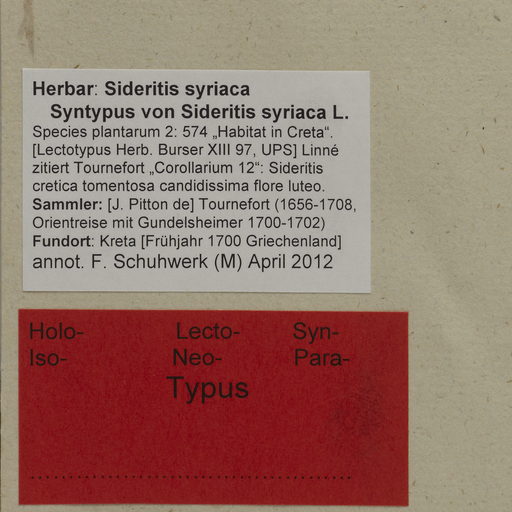 Herbar: Sideritis syriaca
Syntypus von Sideritis syriaca L.
Species plantarum 2: 574 „Habitat in Creta“.
[Lectotypus Herb. Burser XIII 97, UPS] Linné
zitiert Tournefort „Corollarium 12“: Sideritis
cretica tomentosa candidissima flore luteo.
Sammler: [J. Pitton de] Tournefort (1656-1708,
Orientreise mit Gundelsheimer 1700-1702)
Fundort: Kreta [Frühjahr 1700 Griechenland]
annot. F. Schuhwerk (M) April 2012
Holo- Lecto- Syn-
Iso- Neo- Para-
Typus